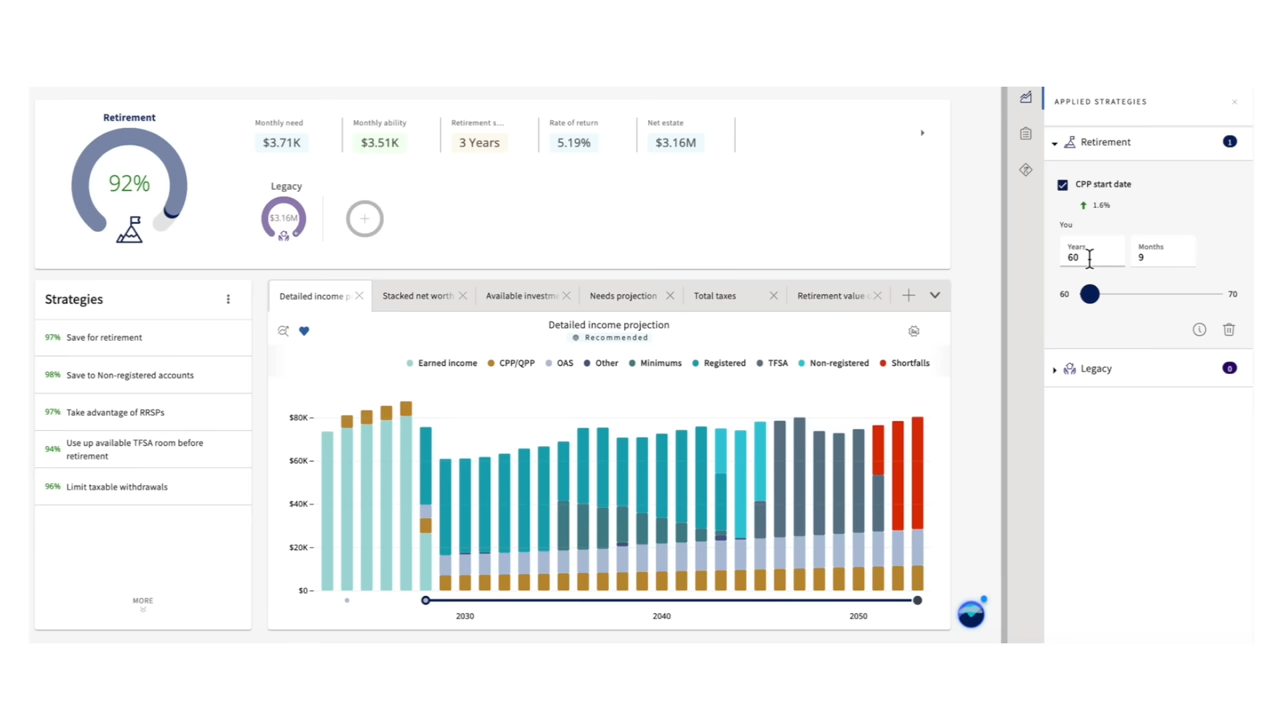 Retirement
92%
Monthly need
$3.71K
Monthly ability
$3.51K
Retirement s...
3 Years
Rate of return
5.19%
Net estate
$3.16M
Legacy
$3.16M
Strategies
97% Save for retirement
98% Save to Non-registered accounts
97% Take advantage of RRSPs
94% Use up available TFSA room before
retirement
96% Limit taxable withdrawals
MORE
Detailed income p
Stacked net worth
Available investm
Needs projection
Total taxes
Retirement value
Detailed income projection
Recommended
Earned income CPP/QPP OAS Other Minimums Registered TFSA Non-registered Shortfalls
$80K
$60K
$40K
$20K
$0
2030 2040 2050
APPLIED STRATEGIES
Retirement 1
CPP start date
1.6%
You
Years
60
Months
9
60 70
Legacy 0